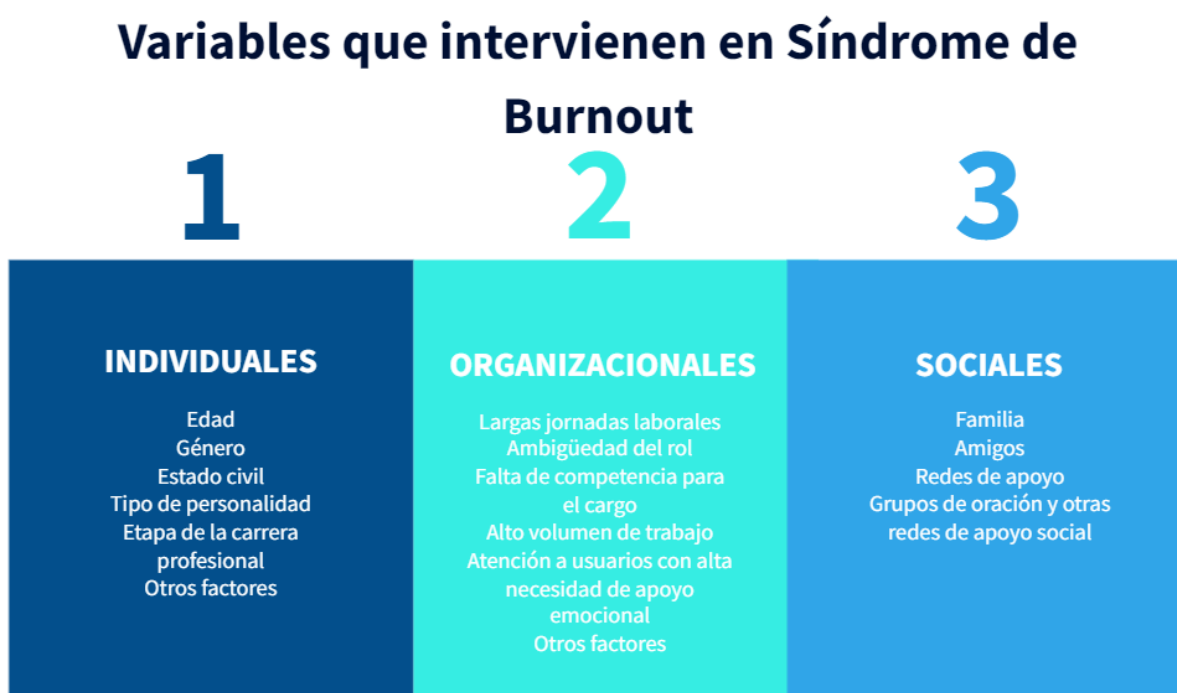 Variables que intervienen en Síndrome de
Burnout
1
2
3
INDIVIDUALES
Edad
Género
Estado civil
Tipo de personalidad
Etapa de la carrera
profesional
Otros factores
ORGANIZACIONALES
Largas jornadas laborales
Ambigüedad del rol
Falta de competencia para
el cargo
Alto volumen de trabajo
Atención a usuarios con alta
necesidad de apoyo
emocional
Otros factores
SOCIALES
Familia
Amigos
Redes de apoyo
Grupos de oración y otras
redes de apoyo social